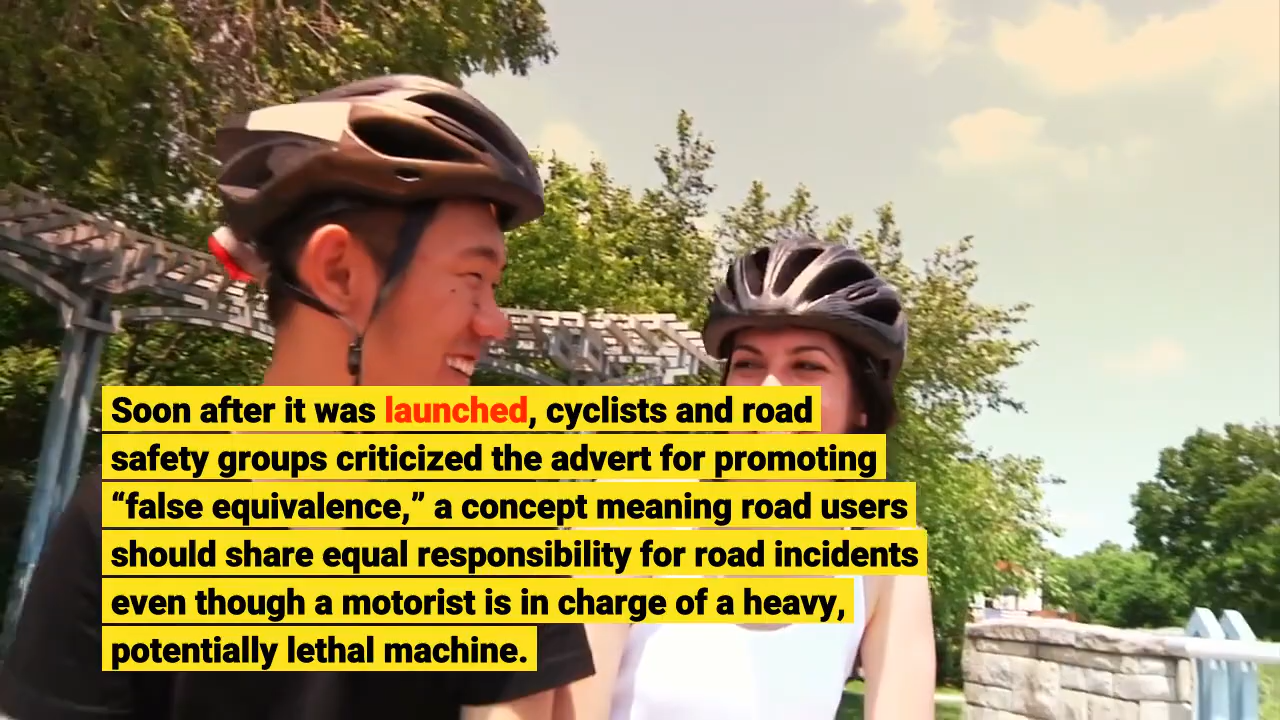 Soon after it was launched, cyclists and road
safety groups criticized the advert for promoting
“false equivalence,” a concept meaning road users
should share equal responsibility for road incidents
even though a motorist is in charge of a heavy,
potentially lethal machine.